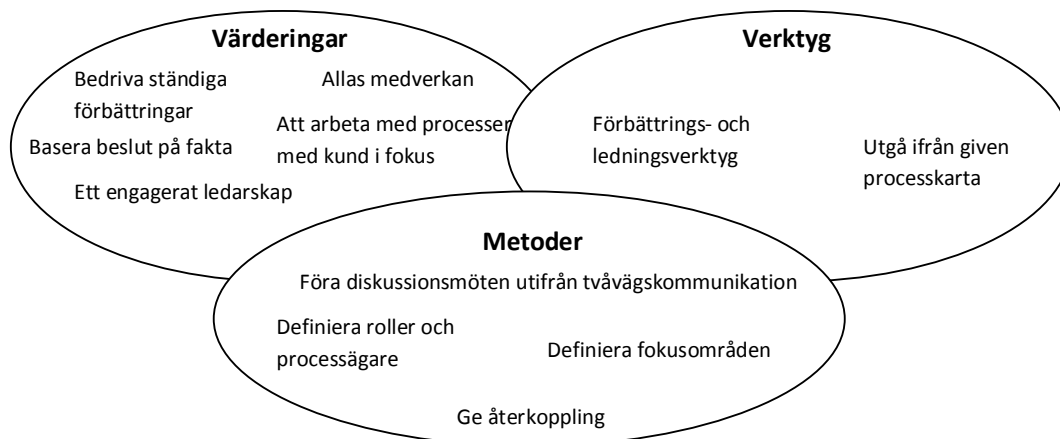 Värderingar
Bedriva ständiga
förbättringar
Allas medverkan
Basera beslut på fakta
Att arbeta med processer
med kund i fokus
Ett engagerat ledarskap
Verktyg
Förbättrings- och
ledningsverktyg
Utgå ifrån given
processkarta
Metoder
Föra diskussionsmöten utifrån tvåvägskommunikation
Definiera roller och
processägare
Definiera fokusområden
Ge återkoppling